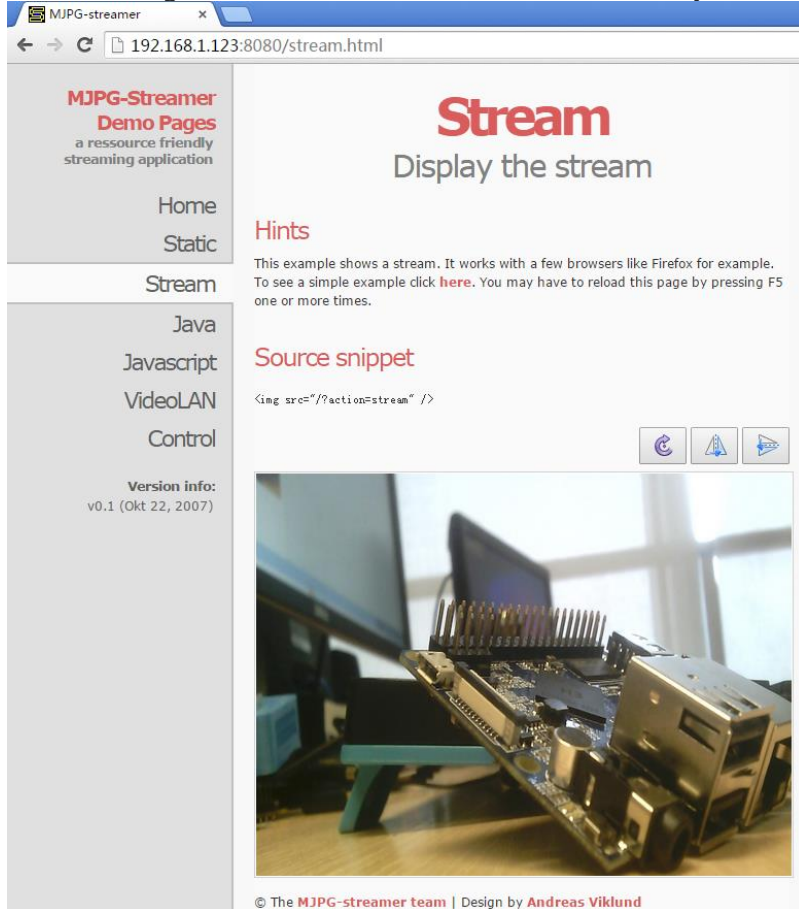 MJPG-streamer
192.168.1.123:8080/stream.html
MJPG-Streamer
Demo Pages
a ressource friendly
streaming application
Home
Static
Stream
Java
Javascript
VideoLAN
Control
Version info:
v0.1 (Okt 22, 2007)
Stream
Display the stream
Hints
This example shows a stream. It works with a few browsers like Firefox for example.
To see a simple example click here. You may have to reload this page by pressing F5
one or more times.
Source snippet
<img src="/?action=stream" />
© The MJPG-streamer team | Design by Andreas Viklund